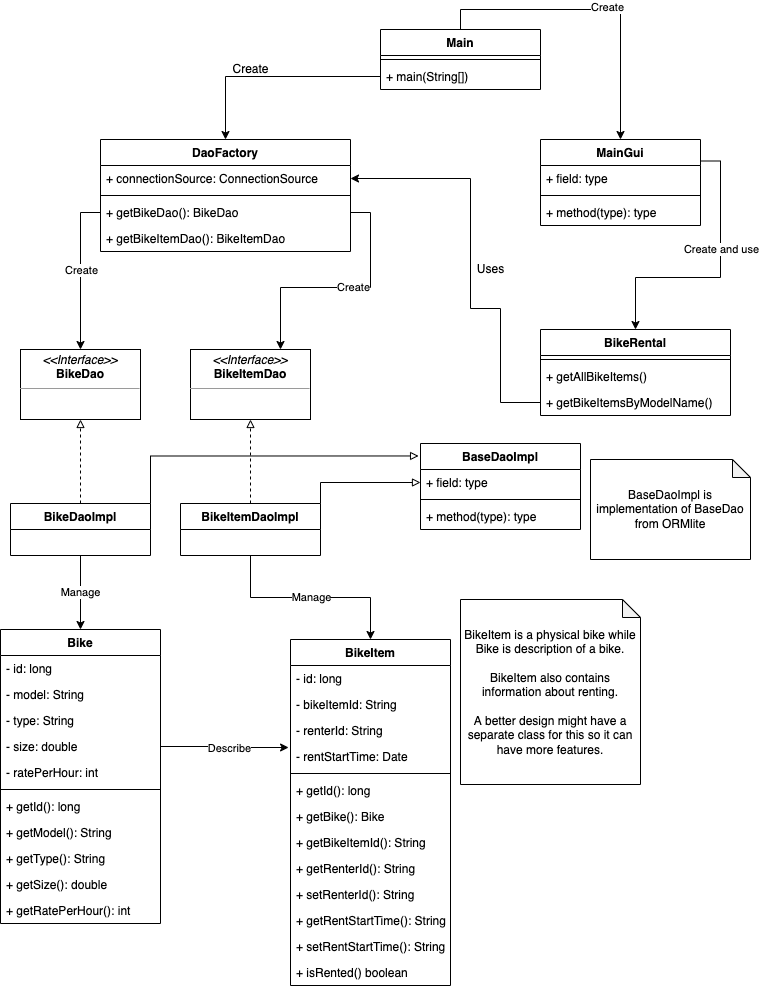 Create
Main
+ main(String[])
Create
DaoFactory
+ connectionSource: ConnectionSource
+ getBikeDao(): BikeDao
+ getBikeItemDao(): BikeItemDao
MainGui
+ field: type
+ method(type): type
Create and use
Create
Create
Uses
<<Interface>>
BikeDao
<<Interface>>
BikeItemDao
BikeRental
+ getAllBikeItems()
+ getBikeItemsByModelName()
BaseDaoImpl
+ field: type
+ method(type): type
BaseDaoImpl is
implementation of BaseDao
from ORMlite
BikeDaoImpl
BikeItemDaoImpl
Manage
Manage
Bike
- id: long
- model: String
- type: String
- size: double
- ratePerHour: int
+ getId(): long
+ getModel(): String
+ getType(): String
+ getSize(): double
+ getRatePerHour(): int
Describe
BikeItem
- id: long
- bikeItemId: String
- renterId: String
- rentStartTime: Date
+ getId(): long
+ getBike(): Bike
+ getBikeItemId(): String
+ getRenterId(): String
+ setRenterId(): String
+ getRentStartTime(): String
+ setRentStartTime(): String
+ isRented() boolean
BikeItem is a physical bike while
Bike is description of a bike.
BikeItem also contains
information about renting.
A better design might have a
separate class for this so it can
have more features.